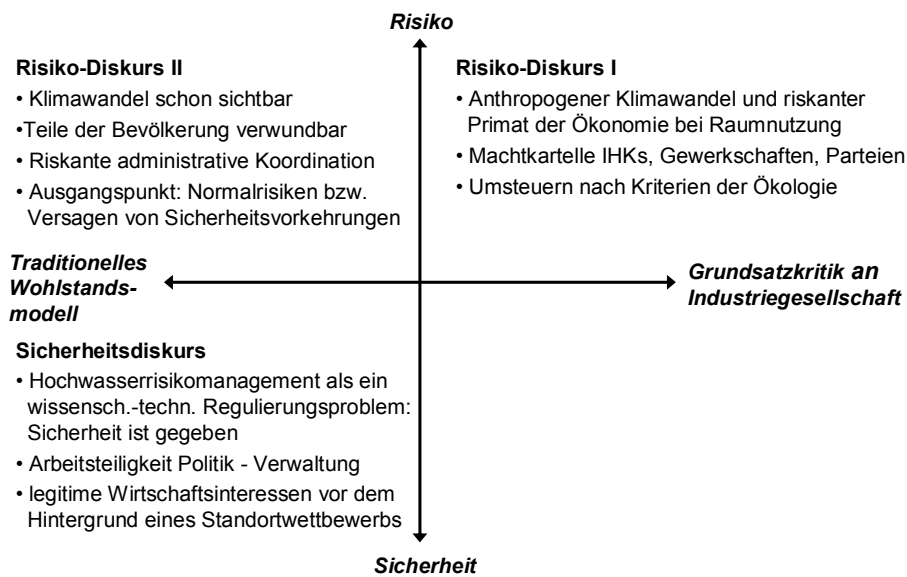 Risiko
Risiko-Diskurs II
• Klimawandel schon sichtbar
•Teile der Bevölkerung verwundbar
• Riskante administrative Koordination
• Ausgangspunkt: Normalrisiken bzw.
Versagen von Sicherheitsvorkehrungen
Risiko-Diskurs I
• Anthropogener Klimawandel und riskanter
Primat der Ökonomie bei Raumnutzung
• Machtkartelle IHKs, Gewerkschaften, Parteien
• Umsteuern nach Kriterien der Ökologie
Traditionelles
Wohlstands-
modell
Grundsatzkritik an
Industriegesellschaft
Sicherheitsdiskurs
• Hochwasserrisikomanagement als ein
wissensch.-techn. Regulierungsproblem:
Sicherheit ist gegeben
• Arbeitsteiligkeit Politik - Verwaltung
• legitime Wirtschaftsinteressen vor dem
Hintergrund eines Standortwettbewerbs
Sicherheit